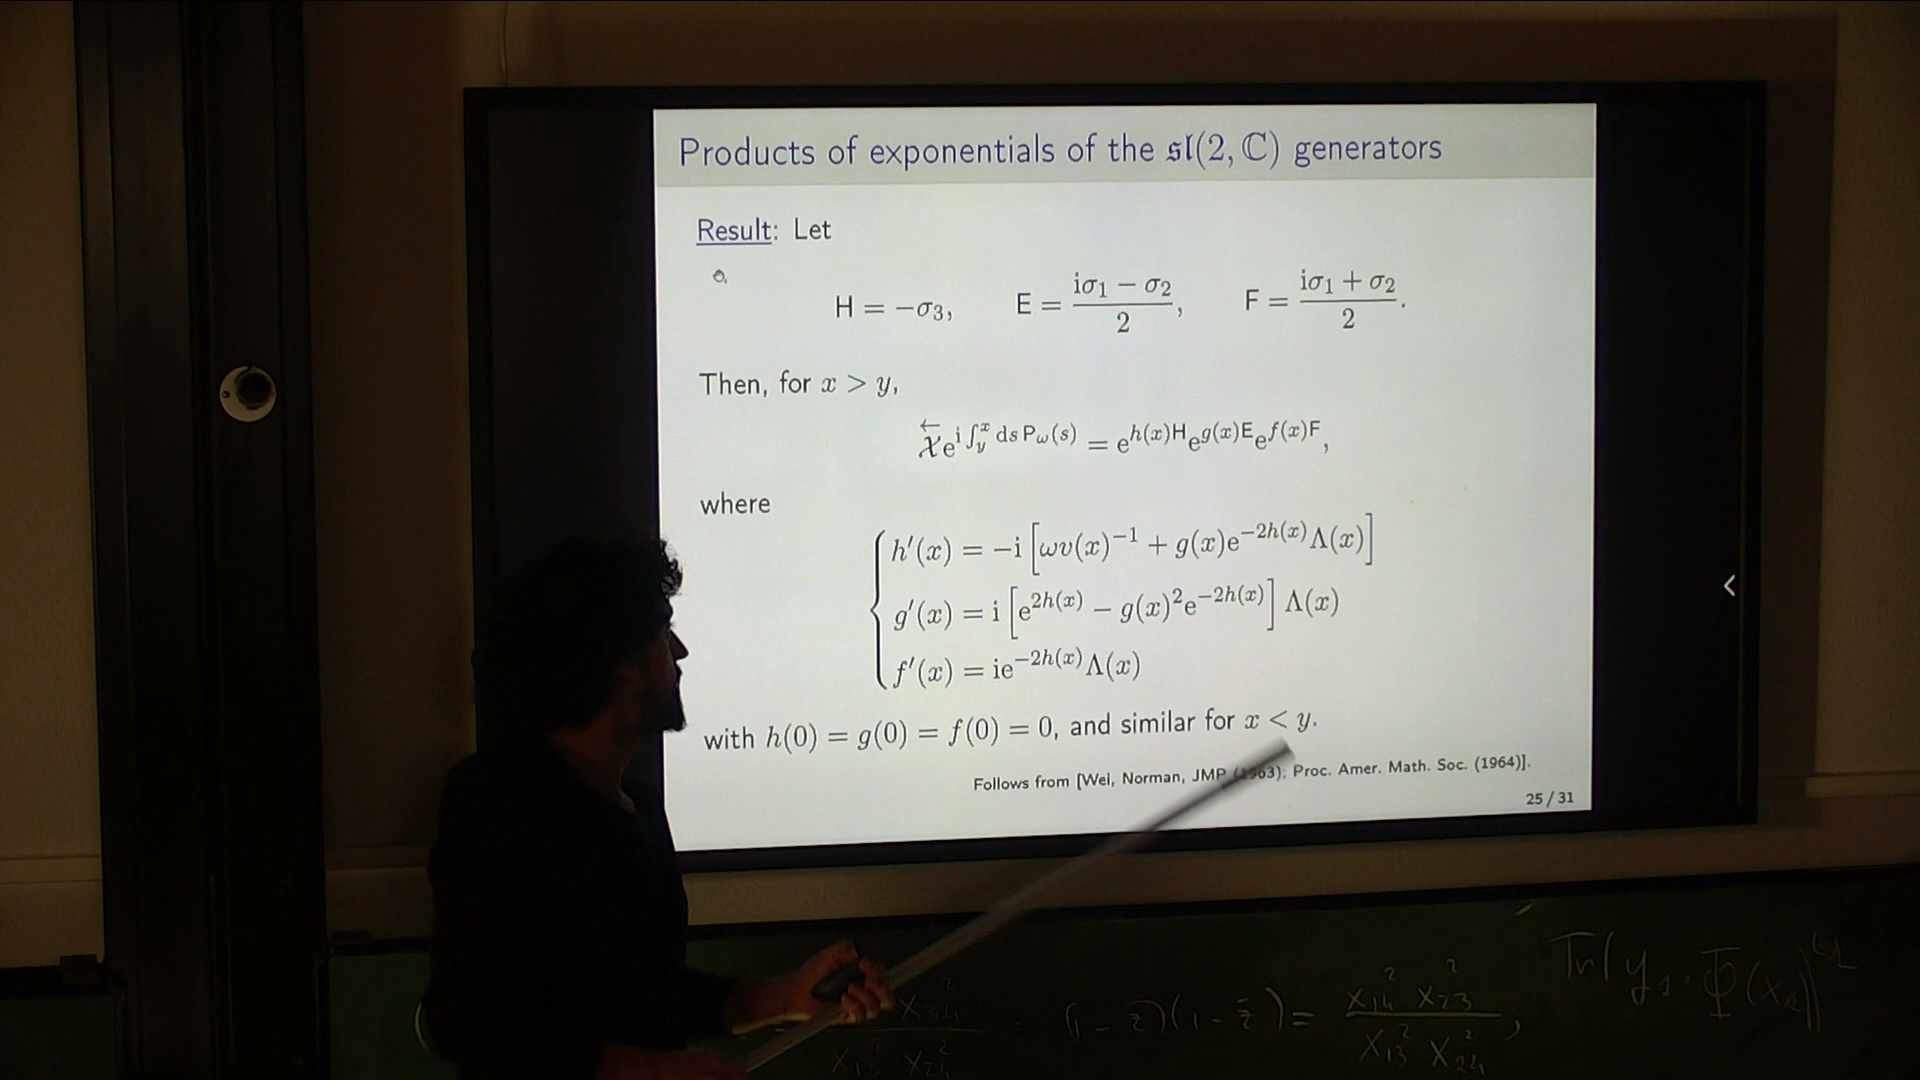 Products of exponentials of the 𝔰𝔩(2, ℂ) generators
Result: Let
H = −σ₃, E = (iσ₁ − σ₂)/2, F = (iσ₁ + σ₂)/2.
Then, for x > y,
𝒳⃖e^{i∫_y^x ds P_ω(s)} = e^{h(x)H}e^{g(x)E}e^{f(x)F},
where
h′(x) = −i[ωv(x)^{−1} + g(x)e^{−2h(x)}Λ(x)]
g′(x) = i[e^{2h(x)} − g(x)²e^{−2h(x)}]Λ(x)
f′(x) = ie^{−2h(x)}Λ(x)
with h(0) = g(0) = f(0) = 0, and similar for x < y.
Follows from [Wei, Norman, JMP (1963); Proc. Amer. Math. Soc. (1964)].
25 / 31
(1 − z)(1 − z̄) = x₁₄² x₂₃² / x₁₃² x₂₄² ;